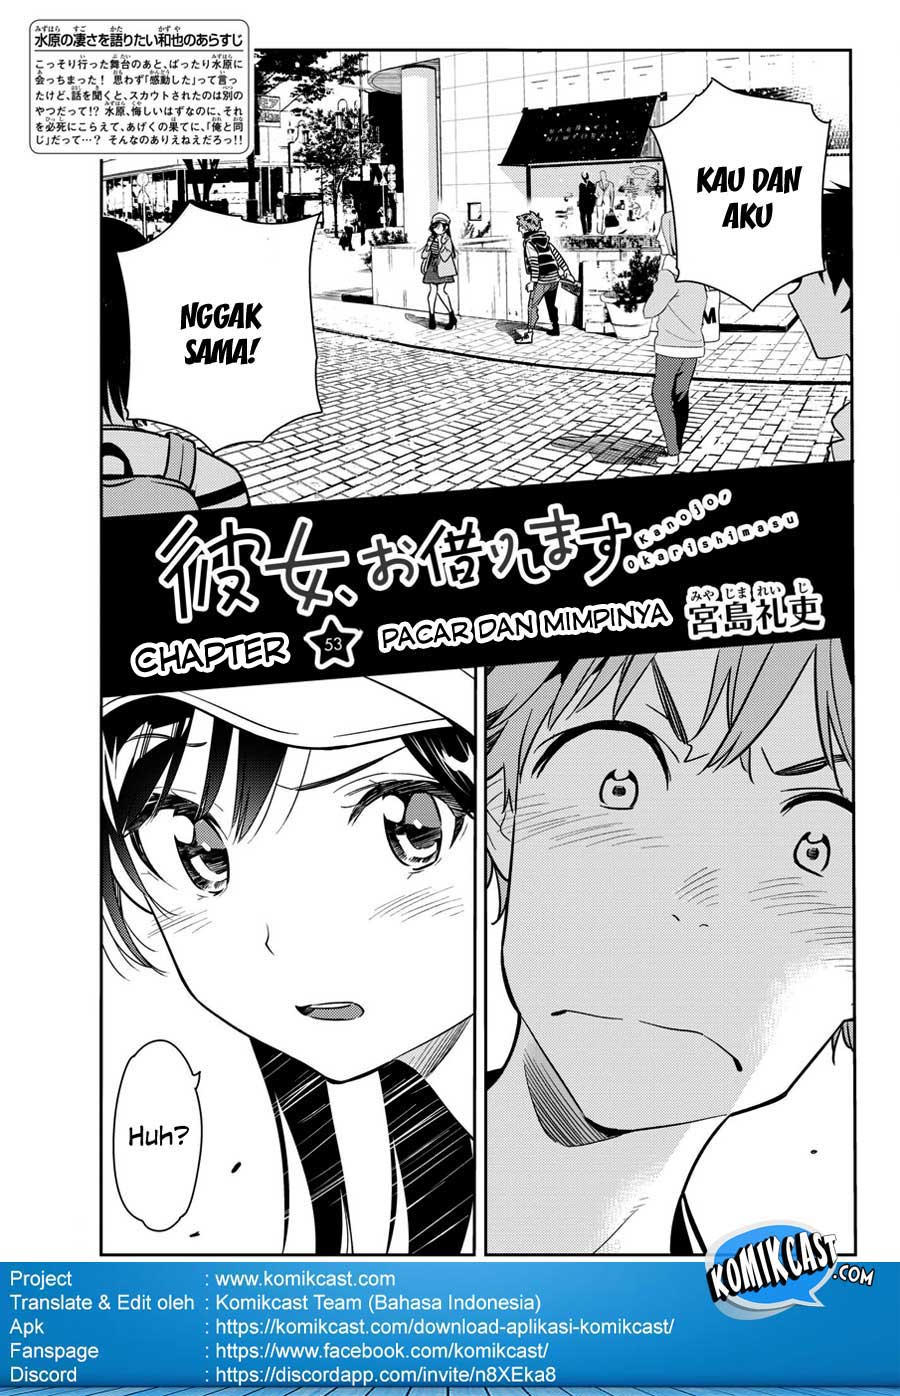 水原の凄さを語りたい和也のあらすじ
こっそり行った舞台のあと、ばったり水原に
会っちまった！ 思わず「感動した」って言っ
たけど、話を聞くと、スカウトされたのは別の
やつだって!? 水原、悔しいはずなのに、それ
を必死にこらえて、あげくの果てに、「俺と同
じ」だって…？ そんなのありえねえだろっ!!
KAU DAN
AKU
NGGAK
SAMA!
彼女、お借りします
Kanojo,
Okarishimasu
CHAPTER 53 PACAR DAN MIMPINYA
宮島礼吏
みやじまれいじ
Huh?
KOMIKCAST.COM
Project : www.komikcast.com
Translate & Edit oleh : Komikcast Team (Bahasa Indonesia)
Apk : https://komikcast.com/download-aplikasi-komikcast/
Fanspage : https://www.facebook.com/komikcast/
Discord : https://discordapp.com/invite/n8XEka8